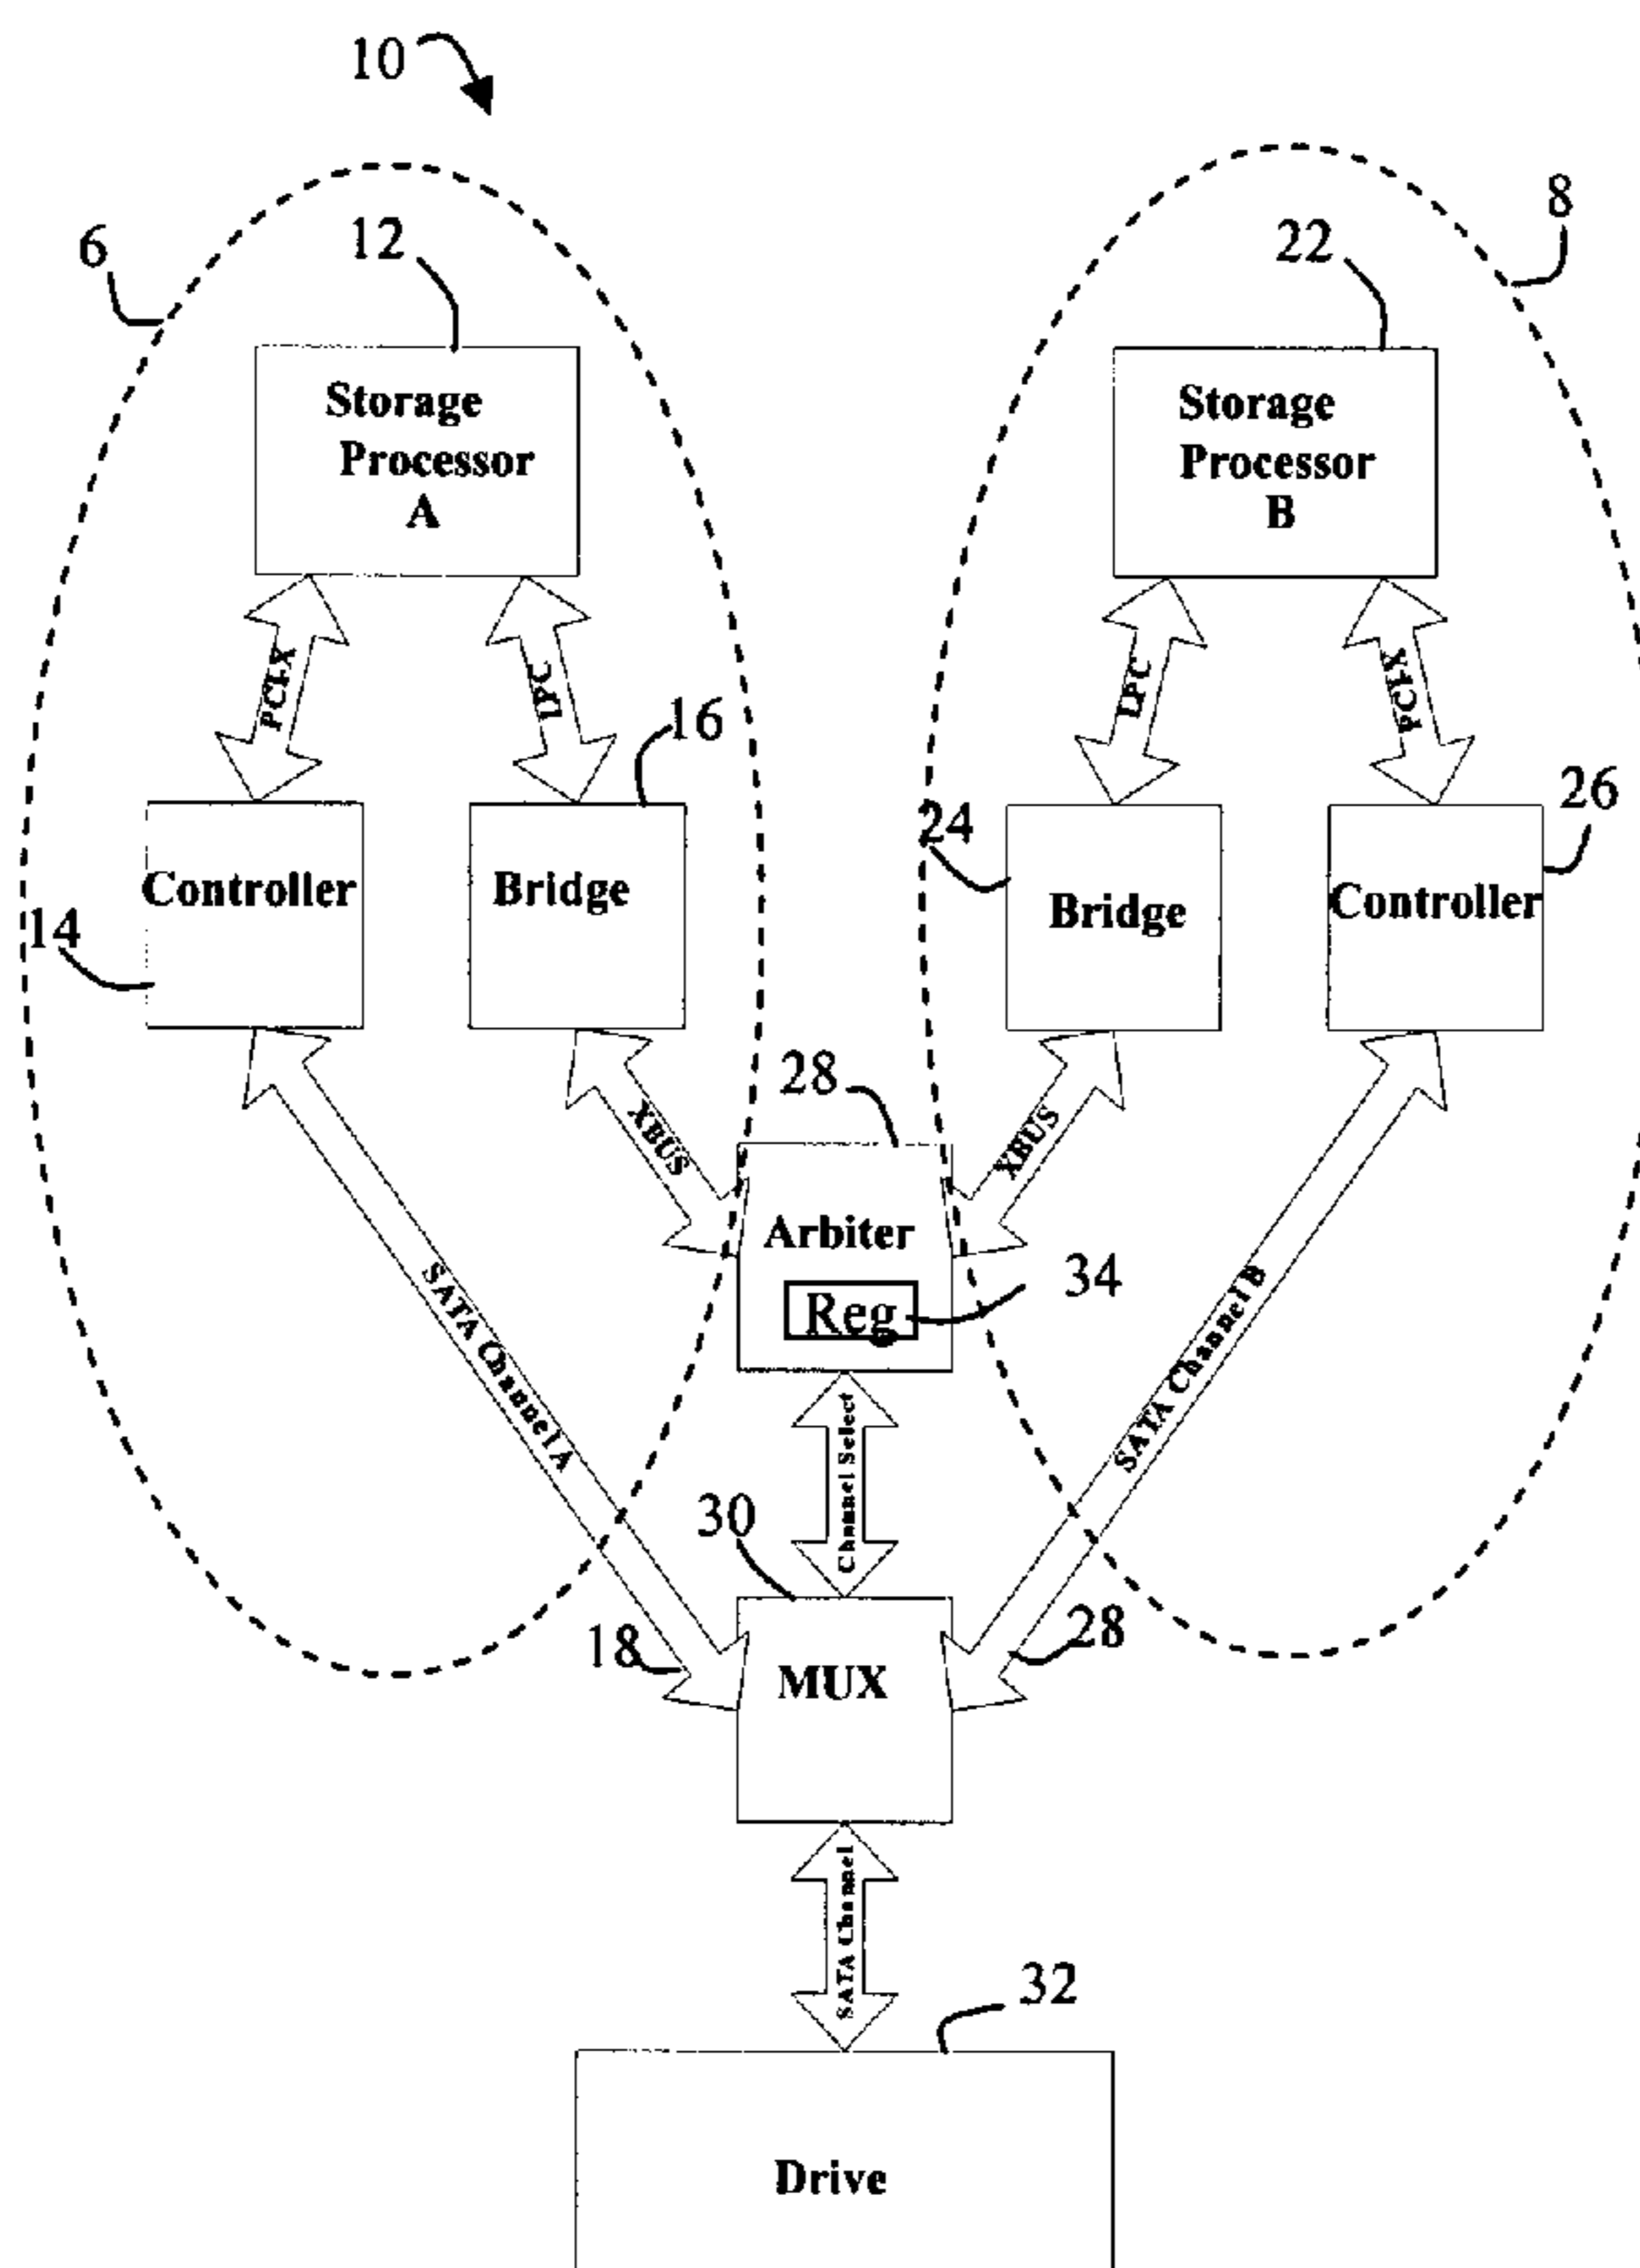 10
6
12
22
8
Storage
Processor
A
Storage
Processor
B
PCI-X
LPC
LPC
PCI-X
16
24
26
Controller
Bridge
Bridge
Controller
14
28
XBUS
XBUS
Arbiter
Reg
34
SATA Channel A
SATA Channel B
Channel Select
30
18
28
MUX
SATA Channel
32
Drive